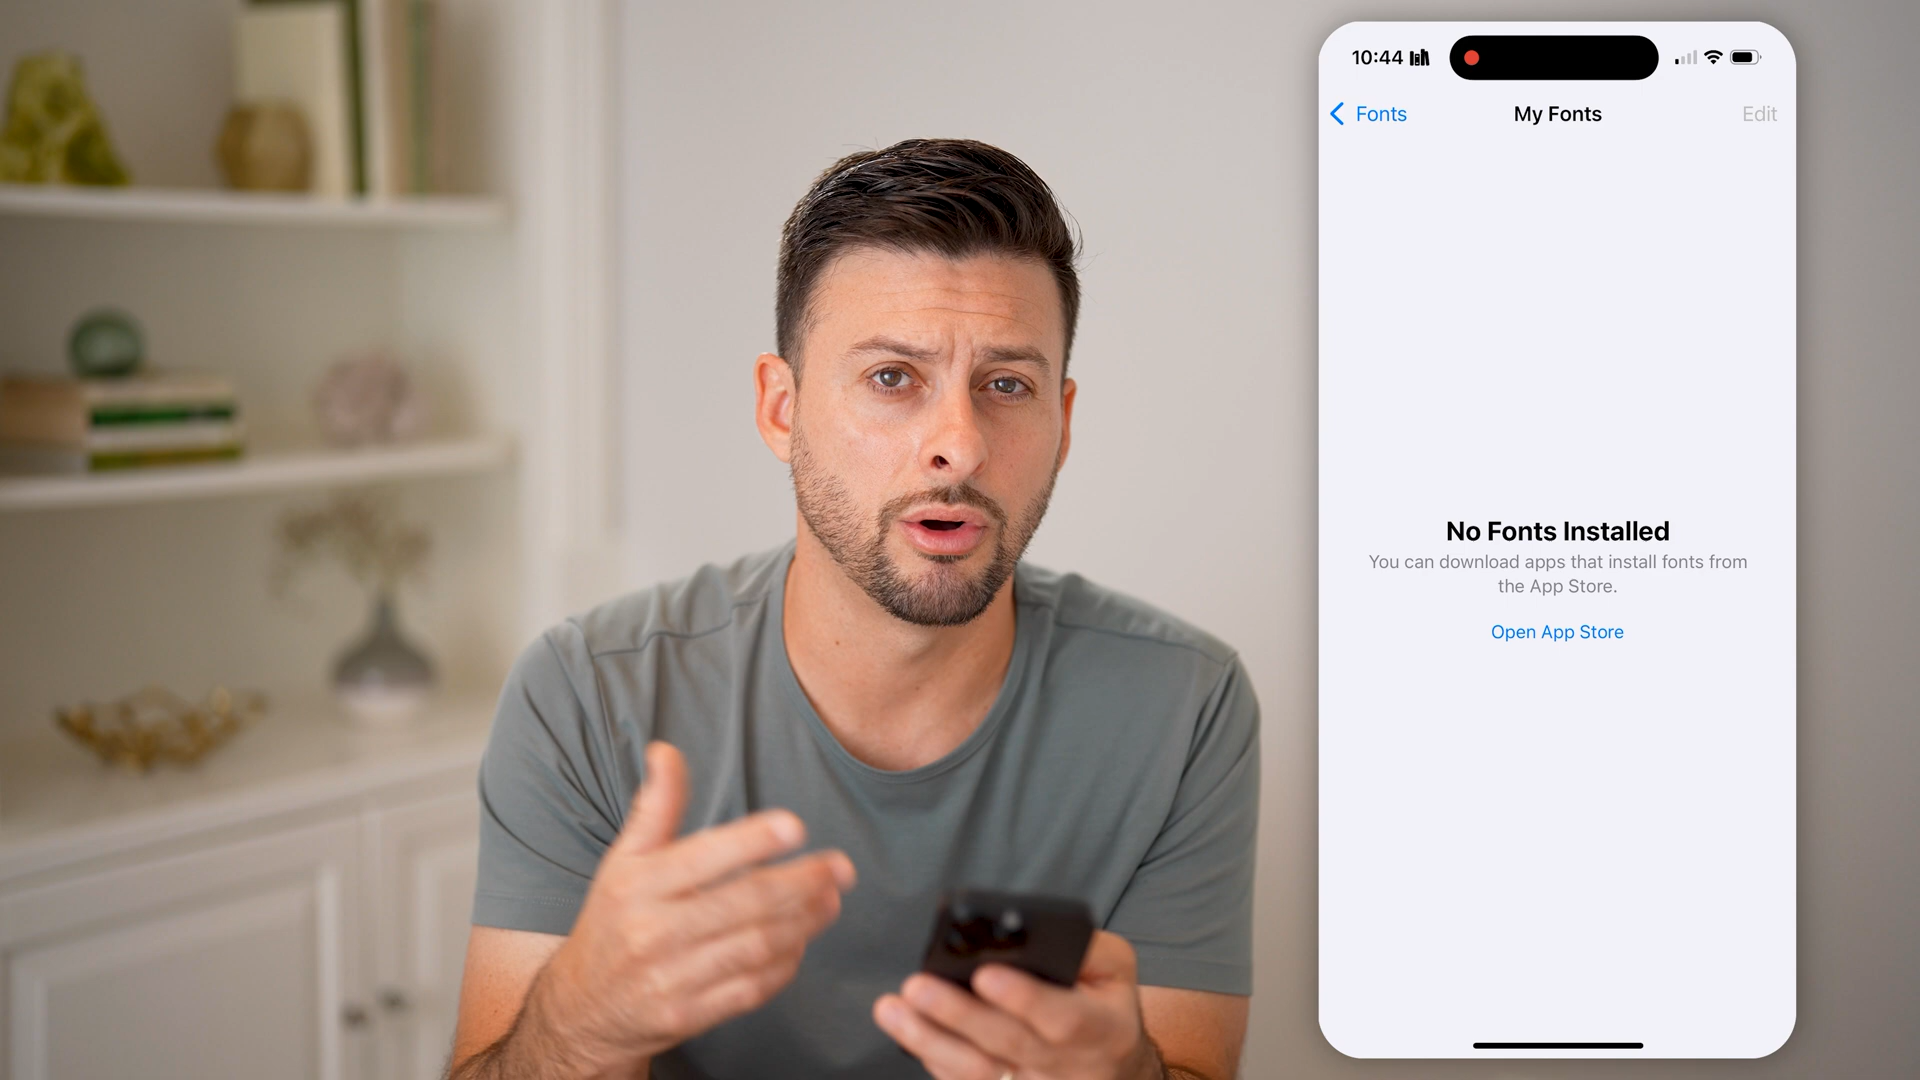 10:44
Fonts
My Fonts
Edit
No Fonts Installed
You can download apps that install fonts from
the App Store.
Open App Store